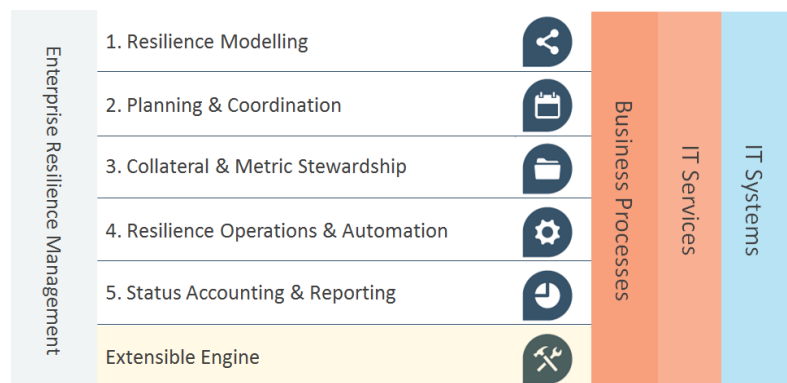 Enterprise Resilience Management
1. Resilience Modelling
2. Planning & Coordination
3. Collateral & Metric Stewardship
4. Resilience Operations & Automation
5. Status Accounting & Reporting
Extensible Engine
Business Processes
IT Services
IT Systems